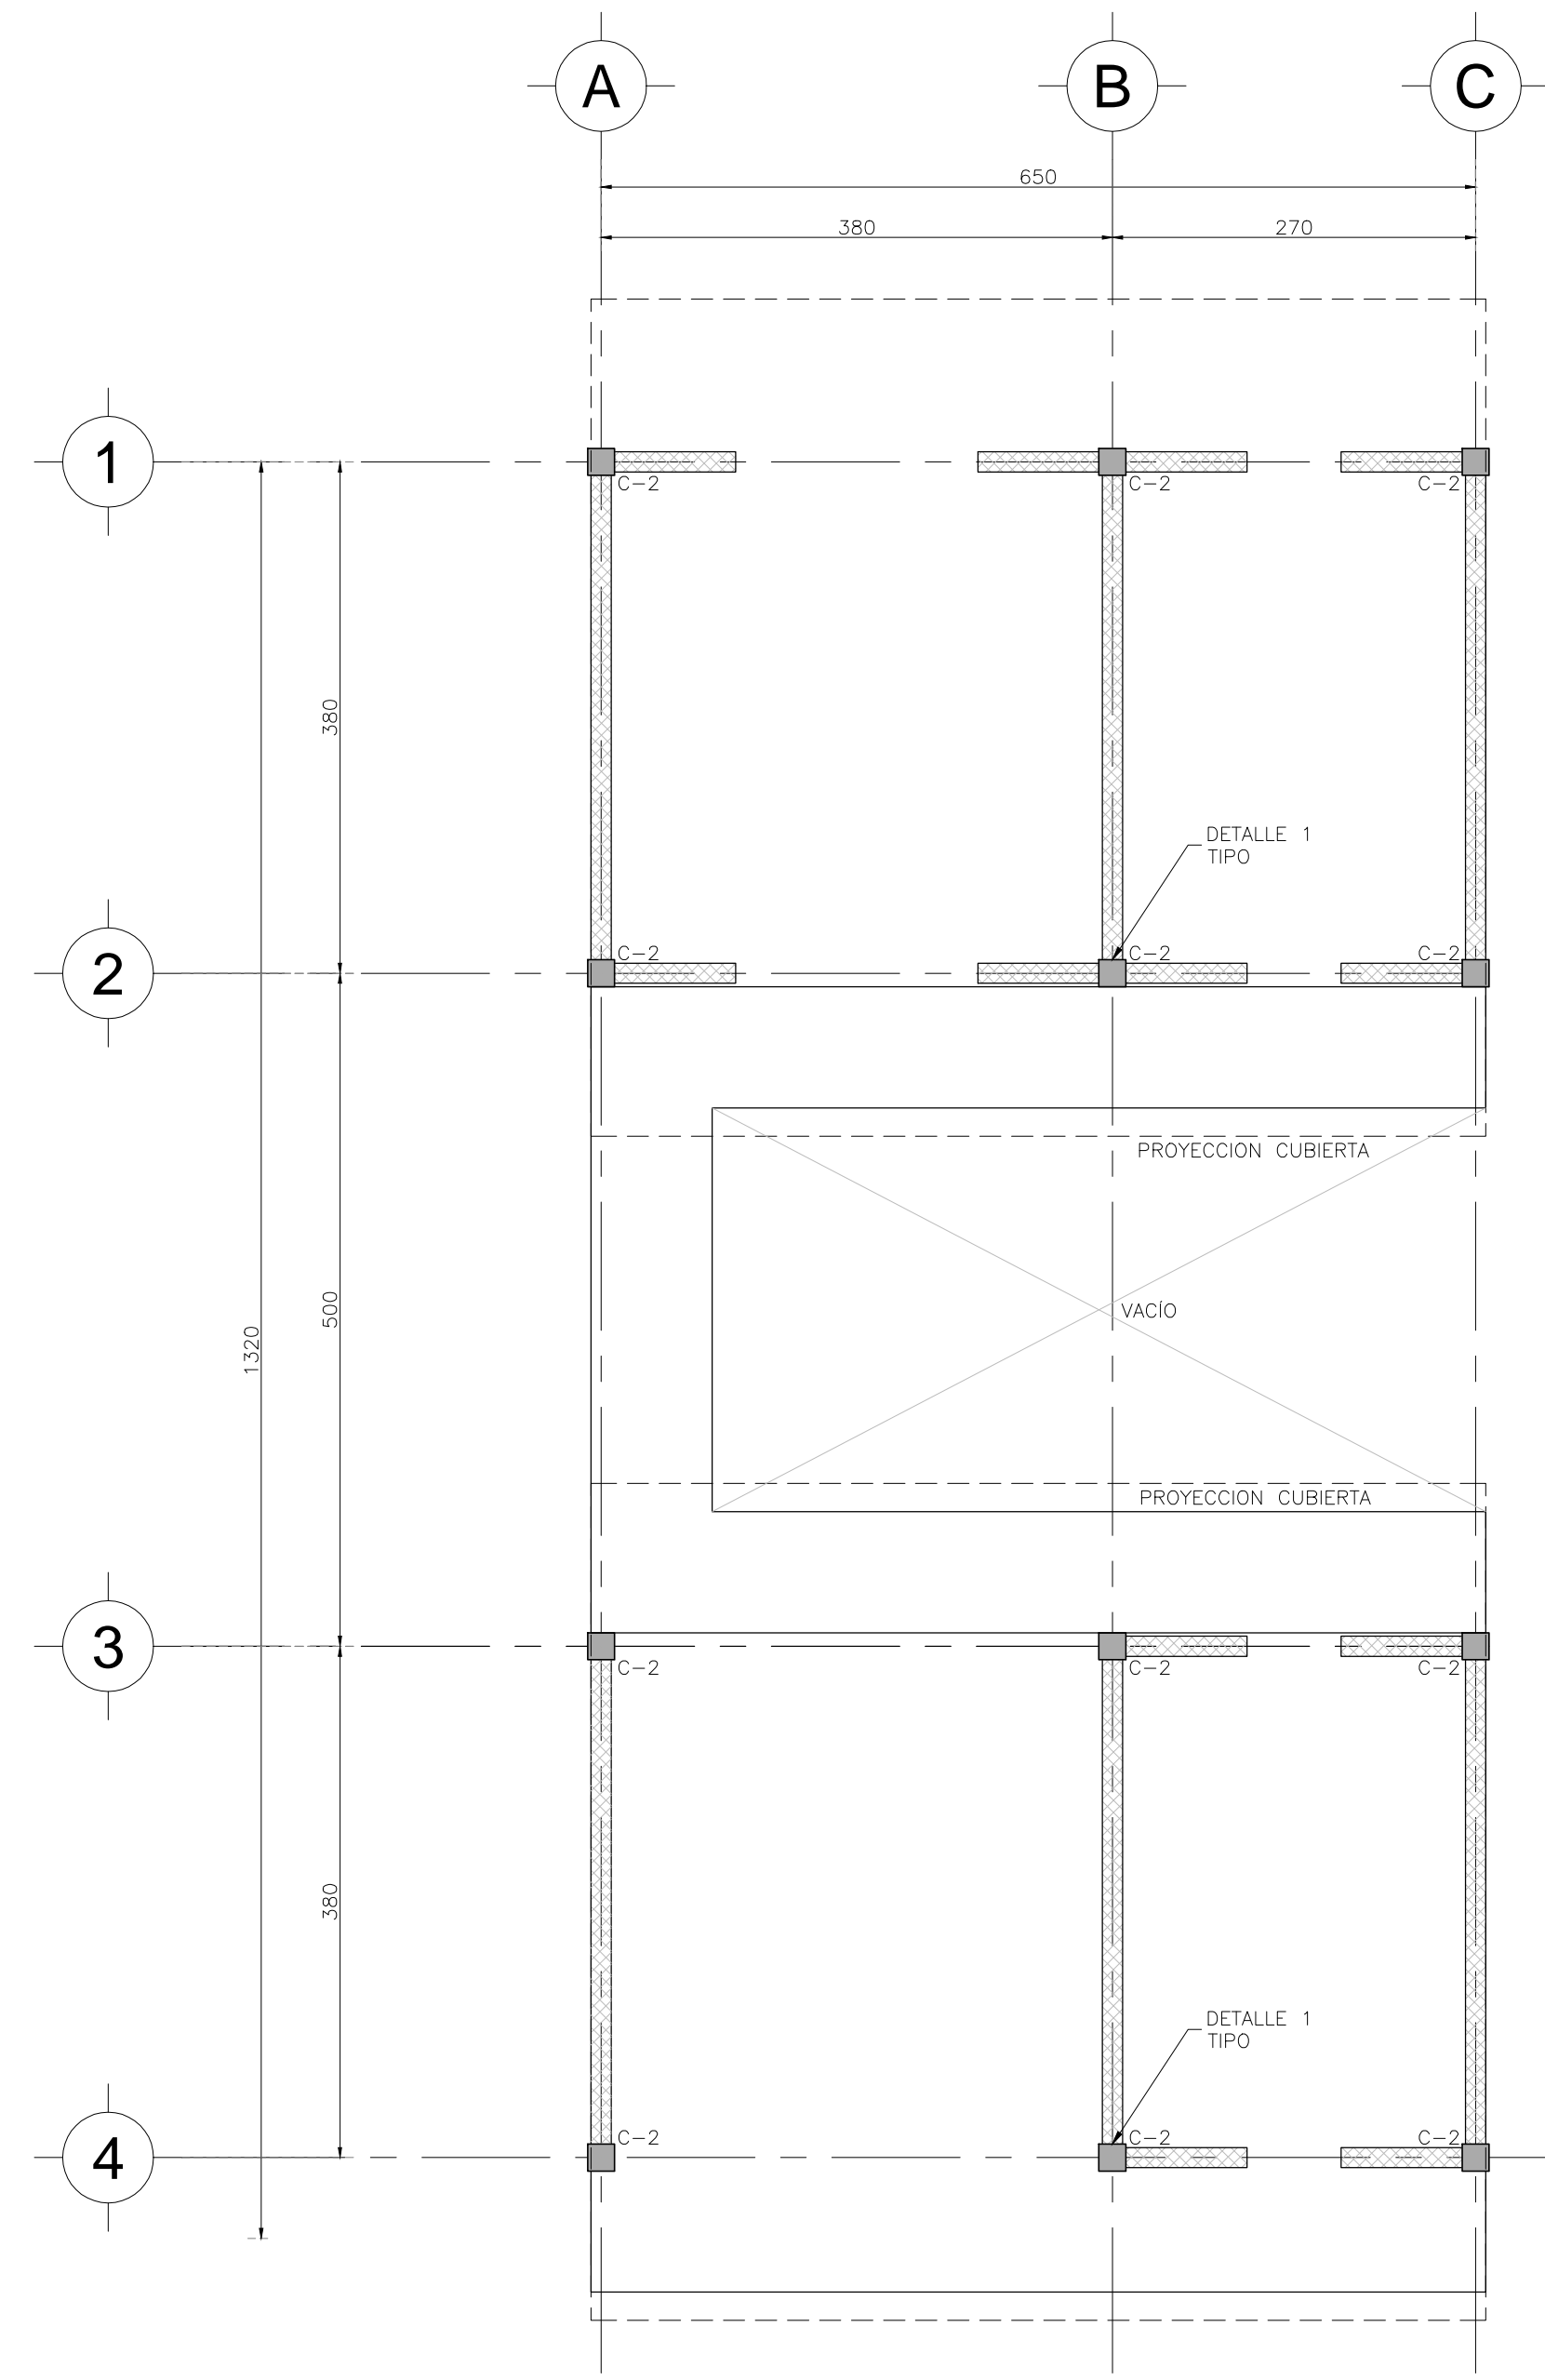 A
B
C
650
380
270
1
C-2
C-2
C-2
380
DETALLE 1
TIPO
C-2
C-2
C-2
2
PROYECCION CUBIERTA
500
VACÍO
1320
PROYECCION CUBIERTA
3
C-2
C-2
C-2
380
DETALLE 1
TIPO
C-2
C-2
C-2
4